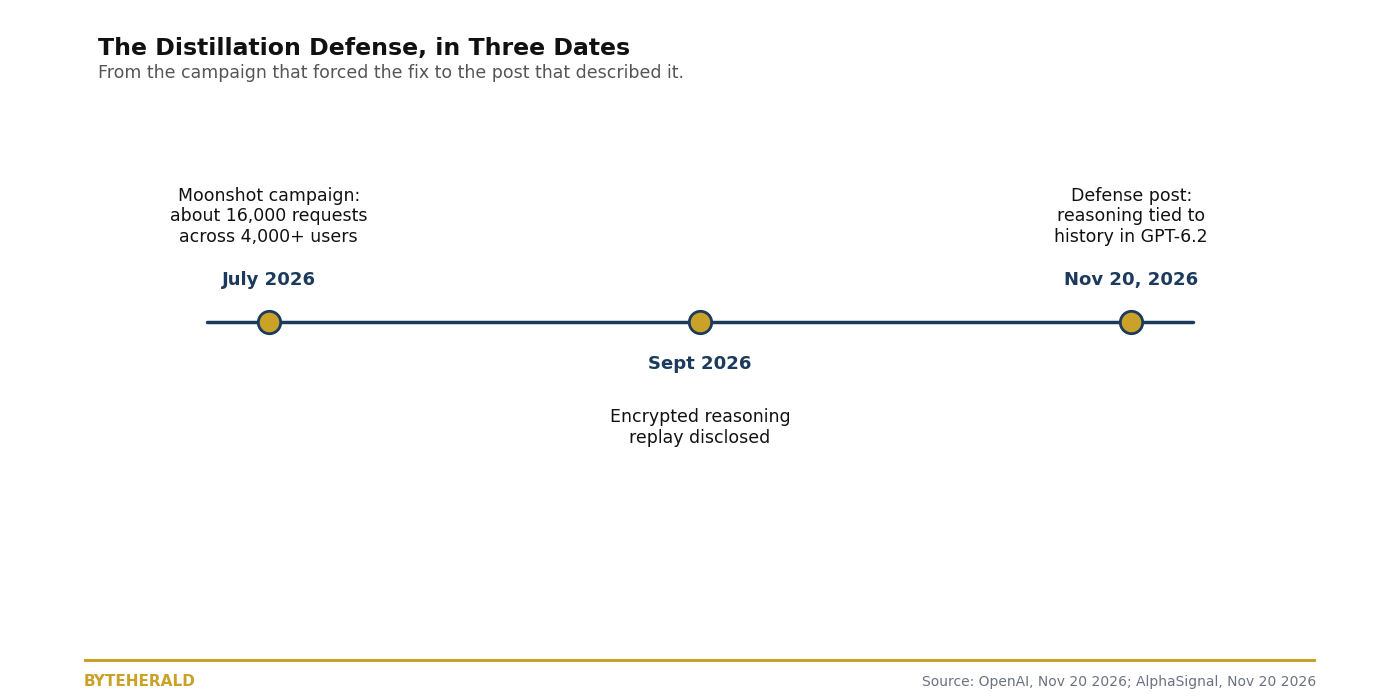 The Distillation Defense, in Three Dates
From the campaign that forced the fix to the post that described it.
Moonshot campaign:
about 16,000 requests
across 4,000+ users
July 2026
Sept 2026
Encrypted reasoning
replay disclosed
Defense post:
reasoning tied to
history in GPT-6.2
Nov 20, 2026
BYTEHERALD
Source: OpenAI, Nov 20 2026; AlphaSignal, Nov 20 2026